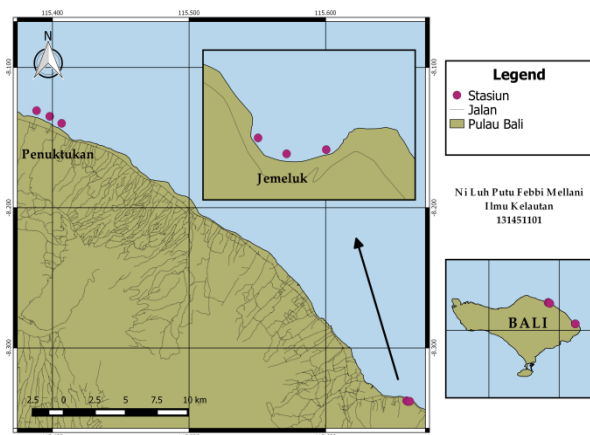 115.400 115.500 115.600
N
-8.100
-8.200
-8.300
Penuktukan
Jemeluk
2.5 0 2.5 5 7.5 10 km
Legend
Stasiun
Jalan
Pulau Bali
Ni Luh Putu Febbi Mellani
Ilmu Kelautan
131451101
BALI